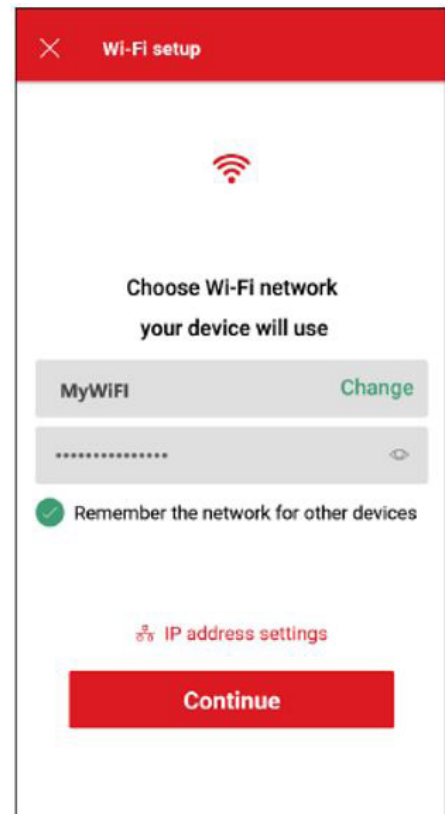 Wi-Fi setup
Choose Wi-Fi network
your device will use
MyWiFI
Change
•••••••••••••••
Remember the network for other devices
IP address settings
Continue